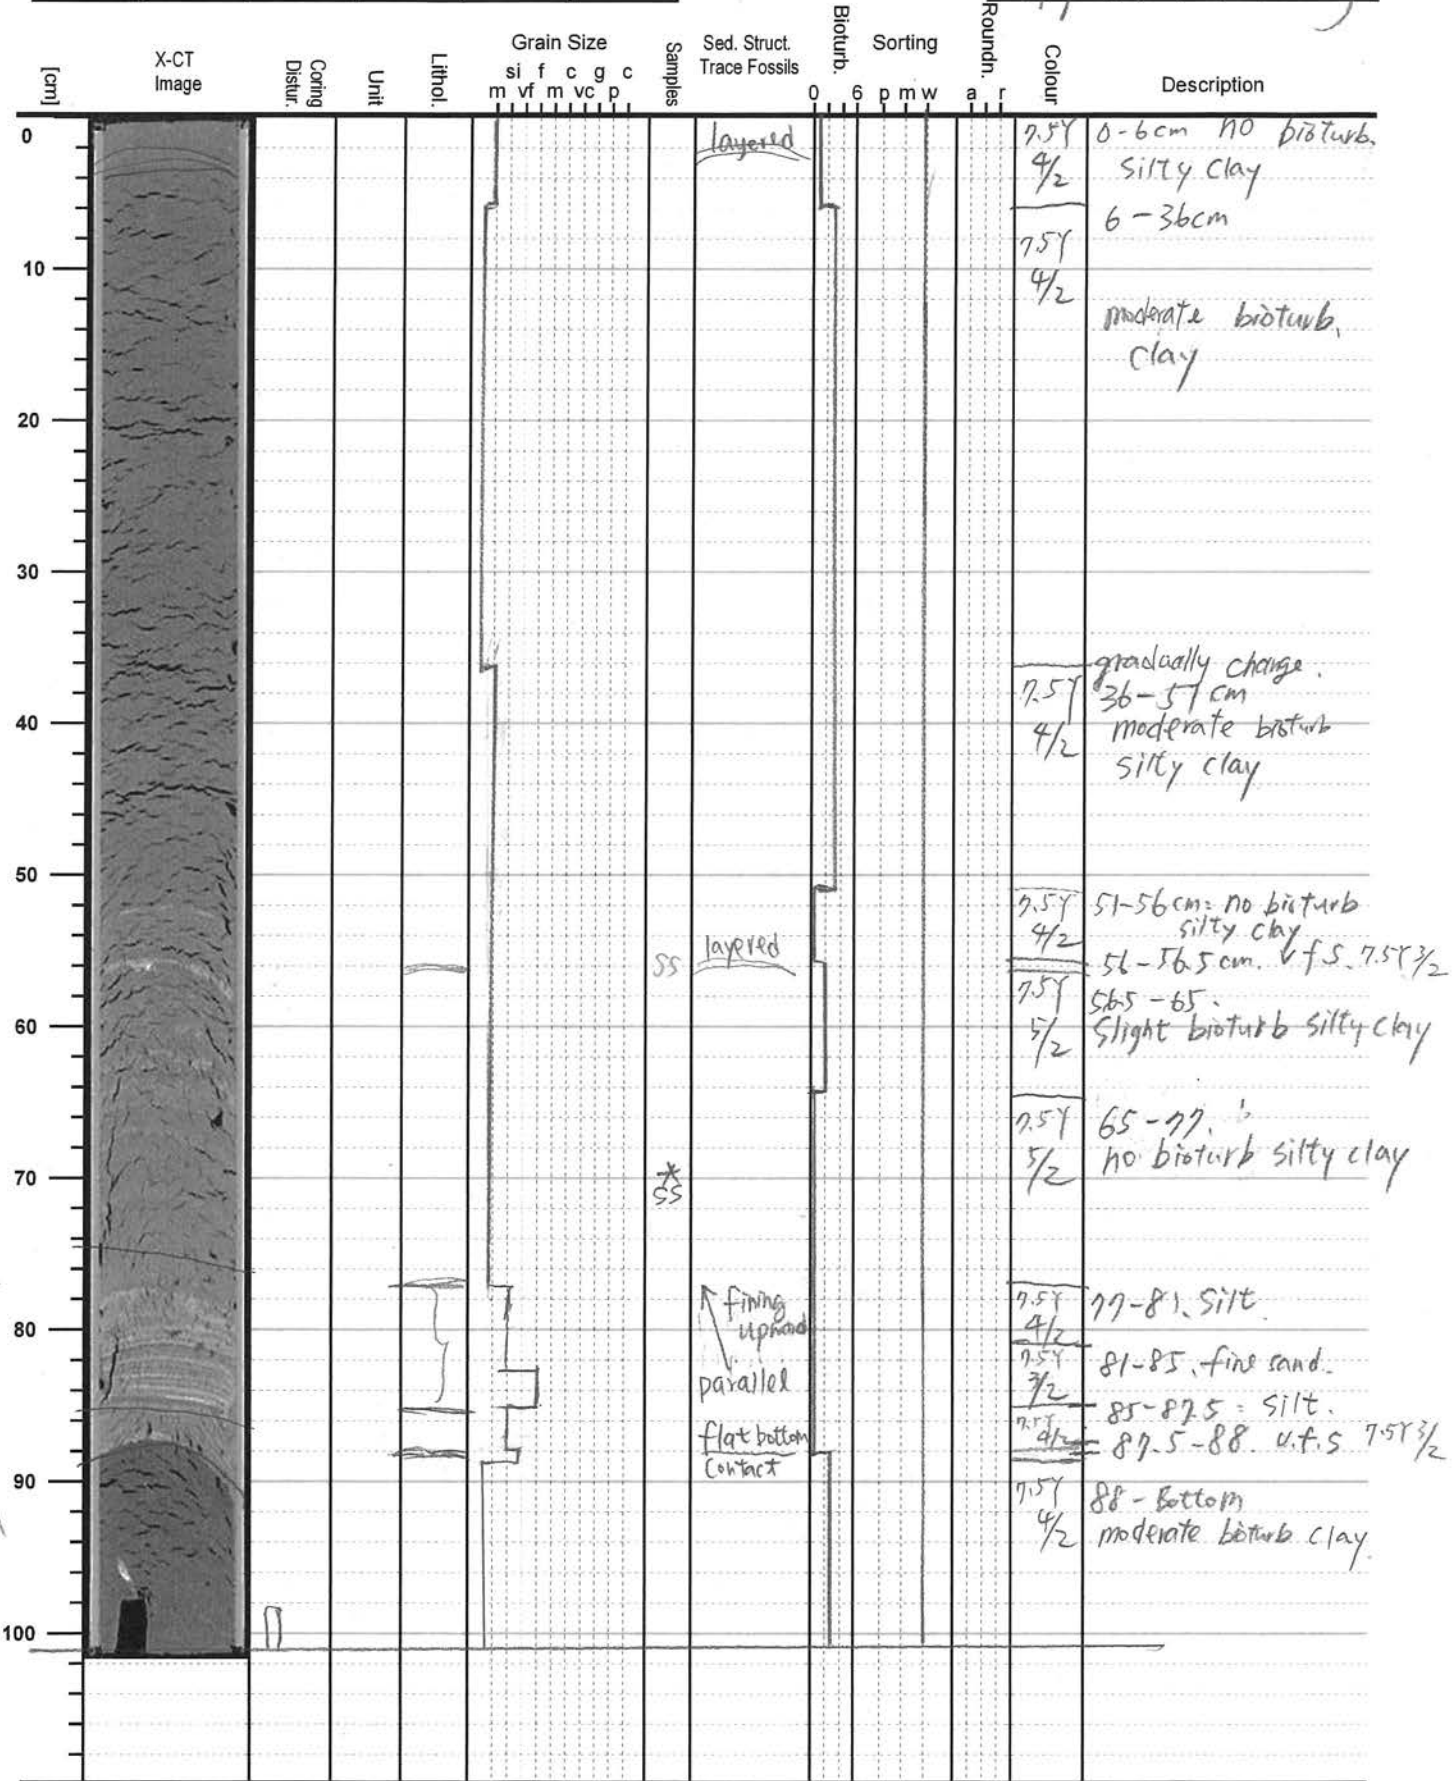 [cm]
X-CT
Image
Coring
Distur.
Unit
Lithol.
Grain Size
si f c g c
m vf m vc p
Samples
Sed. Struct.
Trace Fossils
Bioturb.
0 6
Sorting
p m w
Roundn.
a r
Colour
Description
0
layered
7.5Y
4/2
0-6cm no bioturb.
silty clay
6-36cm
7.5Y
4/2
10
moderate bioturb.
clay
20
30
gradually change.
7.5Y
4/2
36-57cm
moderate bioturb
silty clay
40
50
7.5Y
4/2
51-56cm: no bioturb
silty clay
SS
layered
56-56.5cm. v f s. 7.5Y 3/2
7.5Y
5/2
56.5-65.
Slight bioturb silty clay
60
7.5Y
5/2
65-77.
no bioturb silty clay
70
*
SS
fining
upward
parallel
7.5Y
4/2
77-81. silt.
80
7.5Y
3/2
81-85. fine sand.
7.5Y
4/2
85-87.5: silt.
flat bottom
contact
87.5-88. v.f.s 7.5Y 3/2
90
7.5Y
4/2
88-Bottom
moderate bioturb clay
100